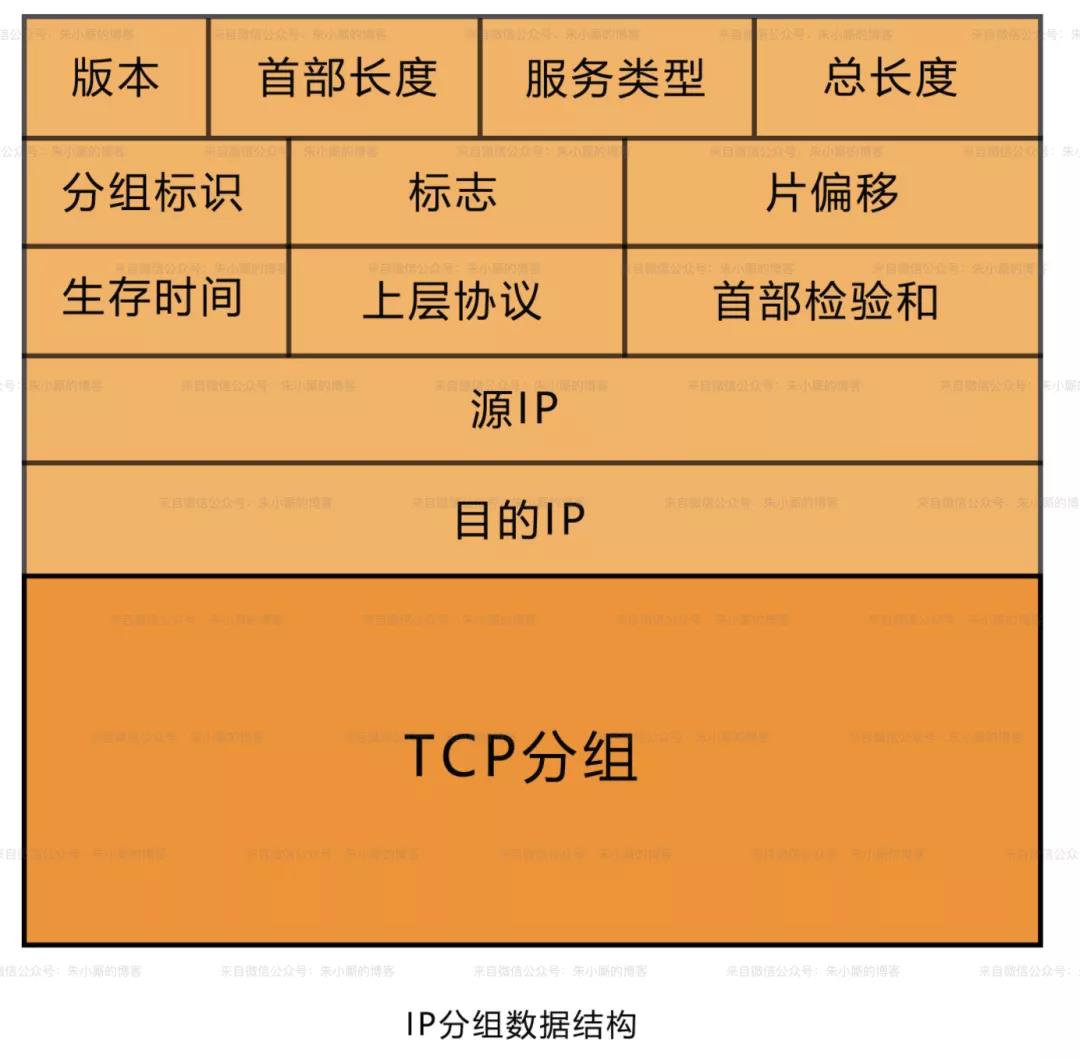 版本 首部长度 服务类型 总长度
分组标识 标志 片偏移
生存时间 上层协议 首部检验和
源IP
目的IP
TCP分组
来自微信公众号：朱小厮的博客
IP分组数据结构